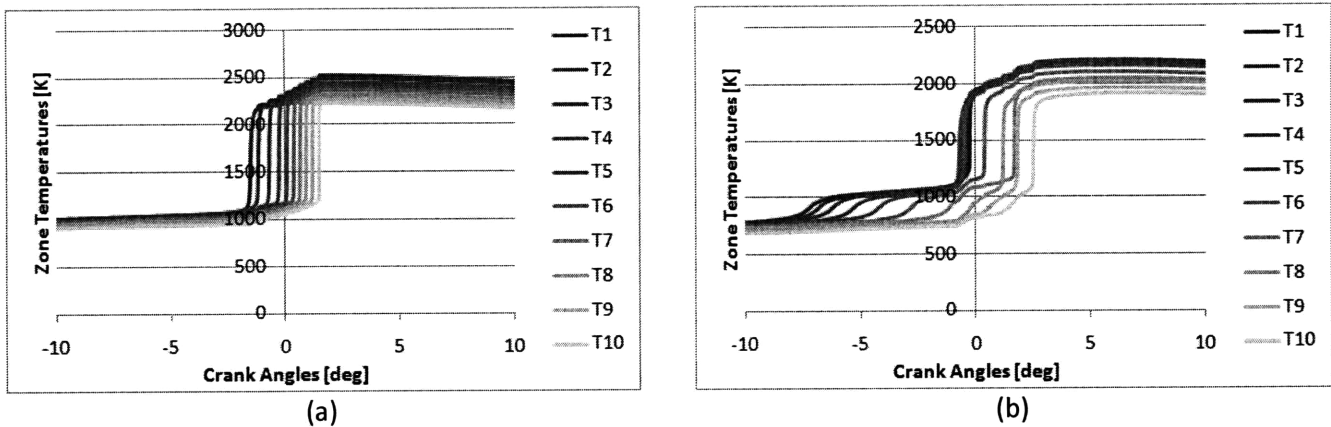 3000
2500
2000
1500
1000
500
0
-10
-5
0
5
10
Zone Temperatures [K]
Crank Angles [deg]
T1
T2
T3
T4
T5
T6
T7
T8
T9
T10
(a)
2500
2000
1500
1000
500
0
-10
-5
0
5
10
Zone Temperatures [K]
Crank Angles [deg]
T1
T2
T3
T4
T5
T6
T7
T8
T9
T10
(b)